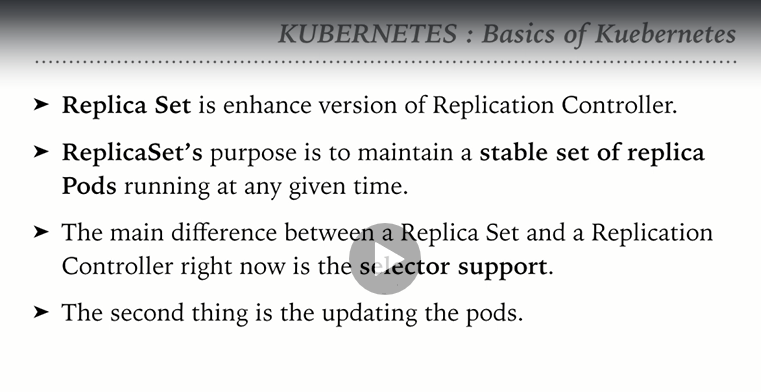 KUBERNETES : Basics of Kuebernetes
➤ Replica Set is enhance version of Replication Controller.
➤ ReplicaSet’s purpose is to maintain a stable set of replica
Pods running at any given time.
➤ The main difference between a Replica Set and a Replication
Controller right now is the selector support.
➤ The second thing is the updating the pods.